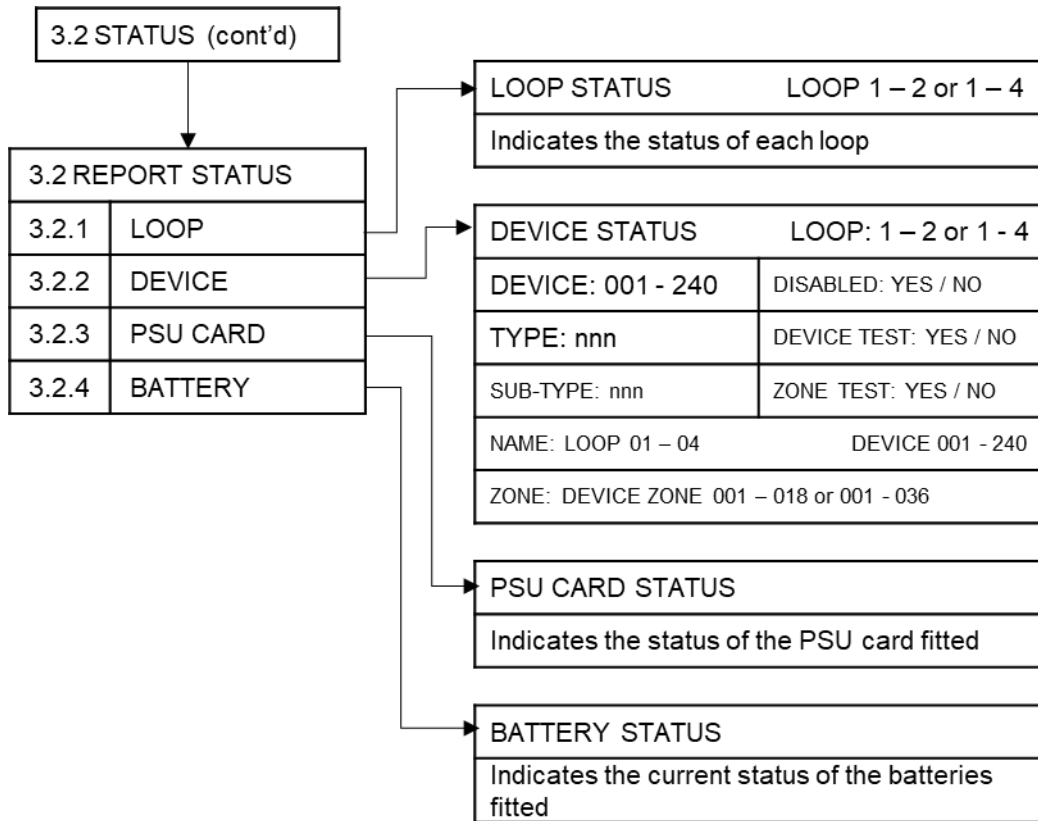 3.2 STATUS (cont’d)
3.2 REPORT STATUS
3.2.1 LOOP
3.2.2 DEVICE
3.2.3 PSU CARD
3.2.4 BATTERY
LOOP STATUS LOOP 1 – 2 or 1 – 4
Indicates the status of each loop
DEVICE STATUS LOOP: 1 – 2 or 1 - 4
DEVICE: 001 - 240 DISABLED: YES / NO
TYPE: nnn DEVICE TEST: YES / NO
SUB-TYPE: nnn ZONE TEST: YES / NO
NAME: LOOP 01 – 04 DEVICE 001 - 240
ZONE: DEVICE ZONE 001 – 018 or 001 - 036
PSU CARD STATUS
Indicates the status of the PSU card fitted
BATTERY STATUS
Indicates the current status of the batteries
fitted